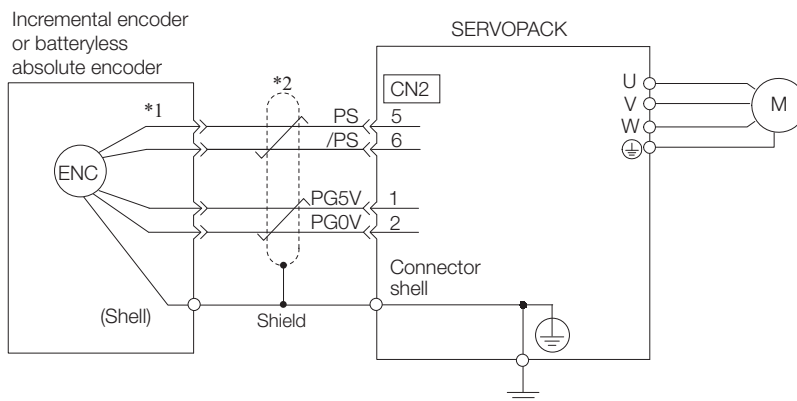 Incremental encoder
or batteryless
absolute encoder
SERVOPACK
*1
*2
CN2
ENC
PS
5
/PS
6
PG5V
1
PG0V
2
U
V
W
M
Connector
shell
(Shell)
Shield